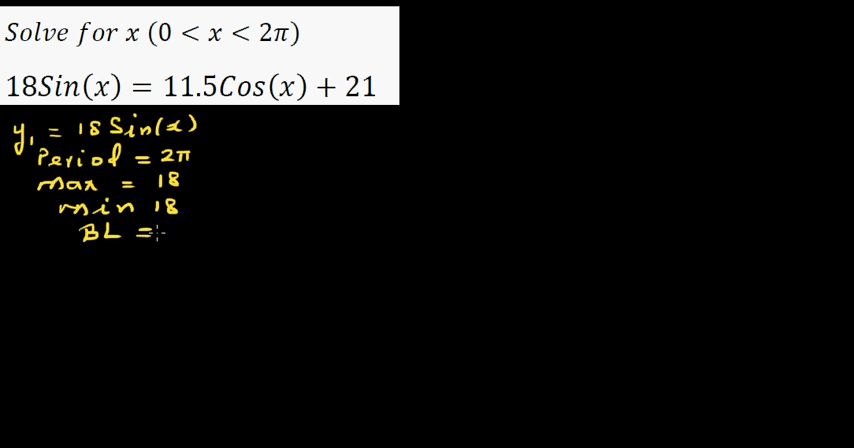 Solve for x (0 < x < 2π)
18Sin(x) = 11.5Cos(x) + 21
y₁ = 18 Sin(x)
Period = 2π
max = 18
min 18
BL =